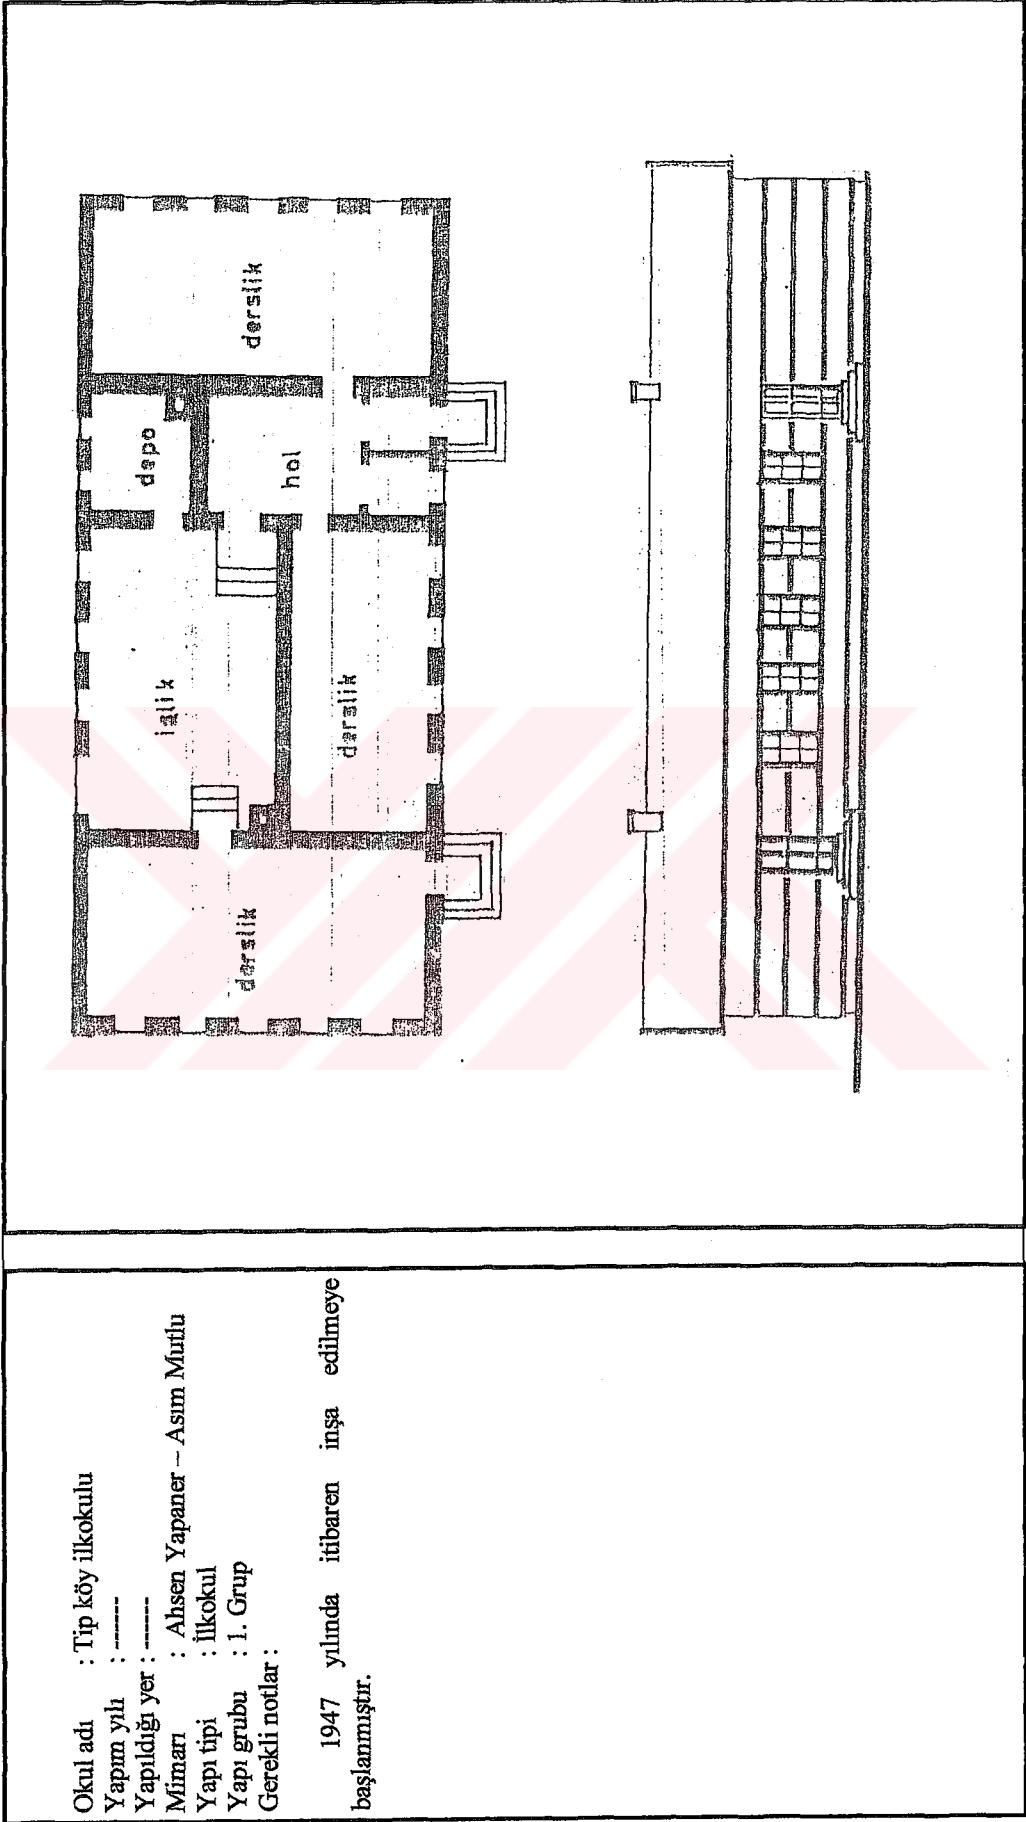 Okul adı : Tip köy ilkokulu
Yapım yılı : ------
Yapıldığı yer : ------
Mimarı : Ahsen Yapaner – Asım Mutlu
Yapı tipi : İlkokul
Yapı grubu : 1. Grup
Gerekli notlar :
1947 yılında itibaren inşa edilmeye
başlanmıştır.
depo
işlik
derslik
hol
derslik
derslik